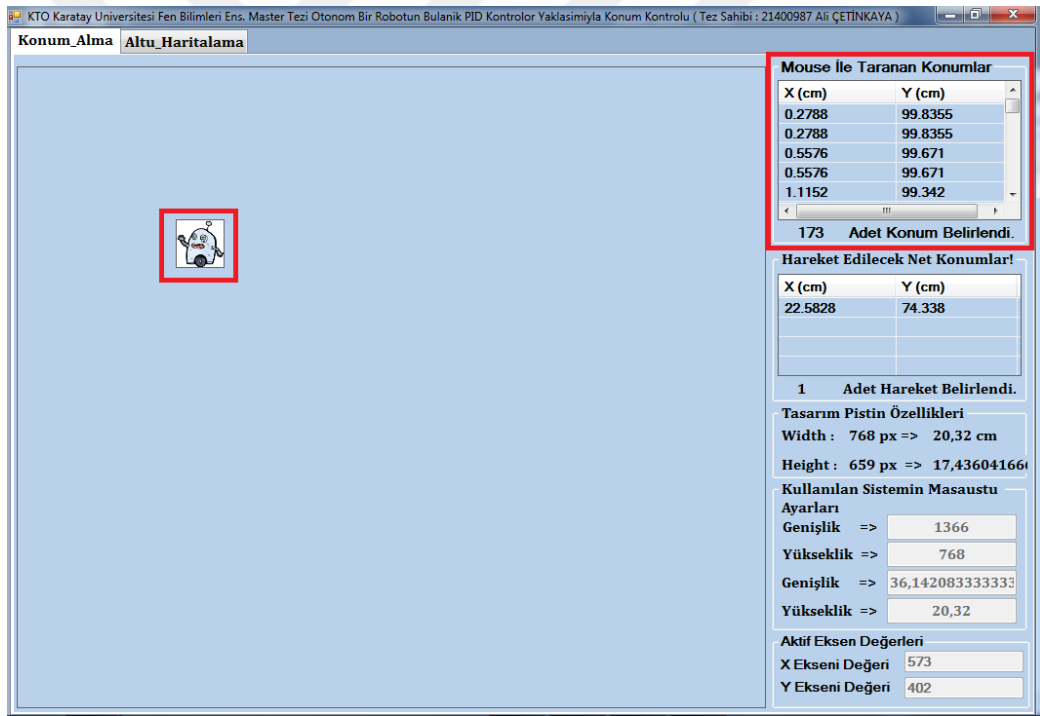 KTO Karatay Universitesi Fen Bilimleri Ens. Master Tezi Otonom Bir Robotun Bulanik PID Kontrolor Yaklasimiyla Konum Kontrolu ( Tez Sahibi : 21400987 Ali ÇETİNKAYA )
Konum_Alma Altu_Haritalama
Mouse İle Taranan Konumlar
X (cm) Y (cm)
0.2788 99.8355
0.2788 99.8355
0.5576 99.671
0.5576 99.671
1.1152 99.342
173 Adet Konum Belirlendi.
Hareket Edilecek Net Konumlar!
X (cm) Y (cm)
22.5828 74.338
1 Adet Hareket Belirlendi.
Tasarım Pistin Özellikleri
Width : 768 px => 20,32 cm
Height : 659 px => 17,43604166
Kullanılan Sistemin Masaustu
Ayarları
Genişlik => 1366
Yükseklik => 768
Genişlik => 36,142083333333
Yükseklik => 20,32
Aktif Eksen Değerleri
X Ekseni Değeri 573
Y Ekseni Değeri 402